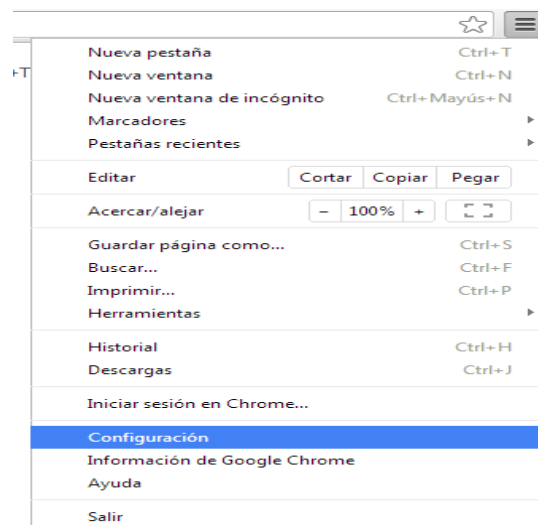 Nueva pestaña Ctrl+T
+T
Nueva ventana Ctrl+N
Nueva ventana de incógnito Ctrl+Mayús+N
Marcadores
Pestañas recientes
Editar Cortar Copiar Pegar
Acercar/alejar - 100% +
Guardar página como... Ctrl+S
Buscar... Ctrl+F
Imprimir... Ctrl+P
Herramientas
Historial Ctrl+H
Descargas Ctrl+J
Iniciar sesión en Chrome...
Configuración
Información de Google Chrome
Ayuda
Salir